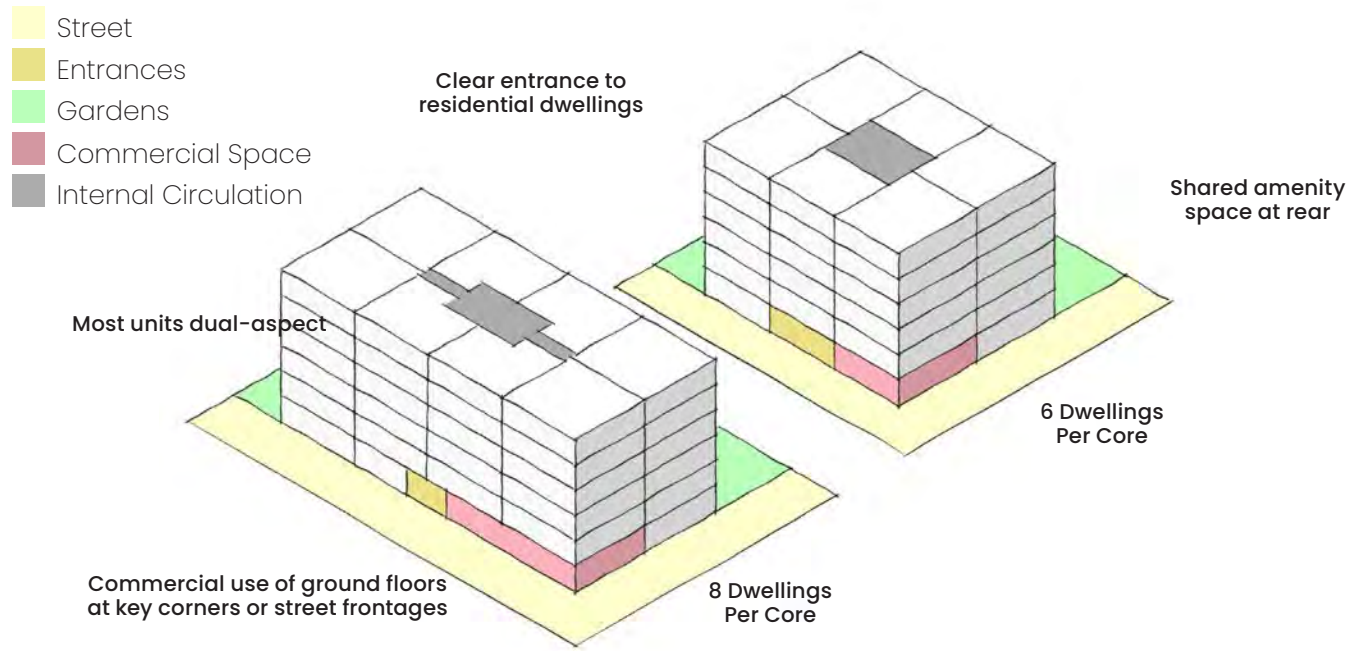 Street
Entrances
Gardens
Commercial Space
Internal Circulation
Clear entrance to
residential dwellings
Shared amenity
space at rear
Most units dual-aspect
6 Dwellings
Per Core
Commercial use of ground floors
at key corners or street frontages
8 Dwellings
Per Core